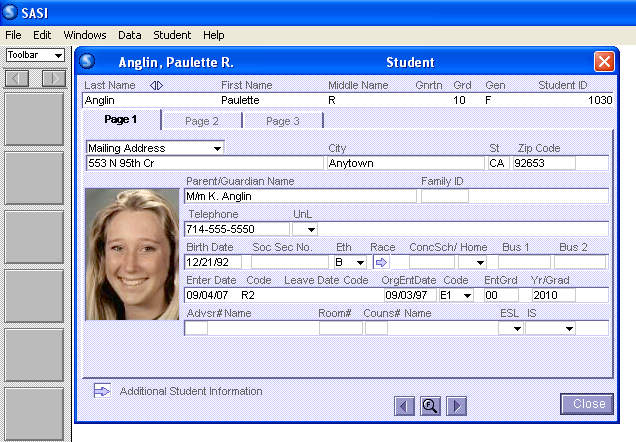 SASI
File Edit Windows Data Student Help
Toolbar
Anglin, Paulette R. Student
Last Name First Name Middle Name Gnrtn Grd Gen Student ID
Anglin Paulette R 10 F 1030
Page 1 Page 2 Page 3
Mailing Address City St Zip Code
553 N 95th Cr Anytown CA 92653
Parent/Guardian Name Family ID
M/m K. Anglin
Telephone UnL
714-555-5550
Birth Date Soc Sec No. Eth Race ConcSch/ Home Bus 1 Bus 2
12/21/92 B
Enter Date Code Leave Date Code OrgEntDate Code EntGrd Yr/Grad
09/04/07 R2 09/03/97 E1 00 2010
Advsr# Name Room# Couns# Name ESL IS
Additional Student Information
Close